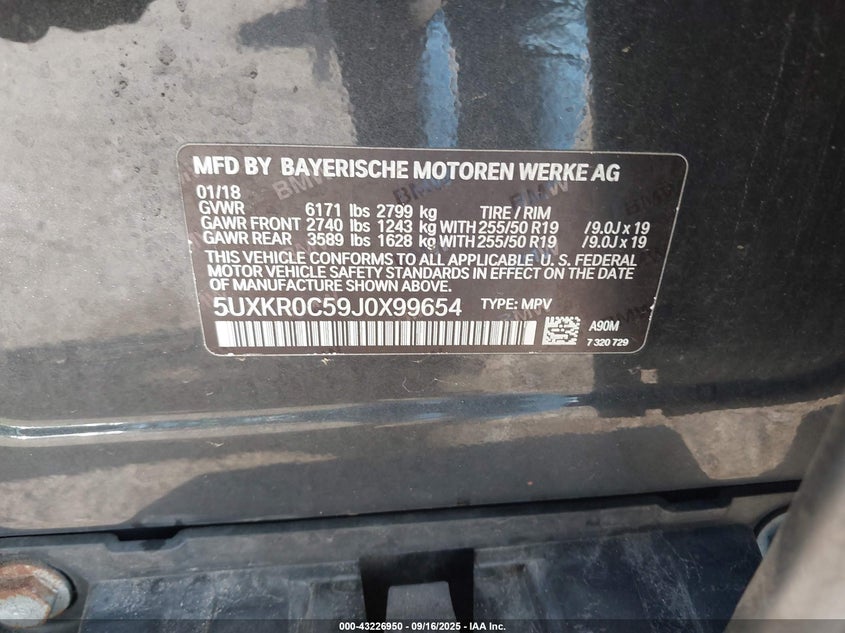 MFD BY BAYERISCHE MOTOREN WERKE AG
01/18
GVWR 6171 lbs 2799 kg TIRE / RIM
GAWR FRONT 2740 lbs 1243 kg WITH 255/50 R19 /9.0J x 19
GAWR REAR 3589 lbs 1628 kg WITH 255/50 R19 /9.0J x 19
THIS VEHICLE CONFORMS TO ALL APPLICABLE U. S. FEDERAL
MOTOR VEHICLE SAFETY STANDARDS IN EFFECT ON THE DATE
OF MANUFACTURE SHOWN ABOVE.
5UXKR0C59J0X99654 TYPE: MPV
A90M
7 320 729
000-43226950 - 09/16/2025 - IAA Inc.